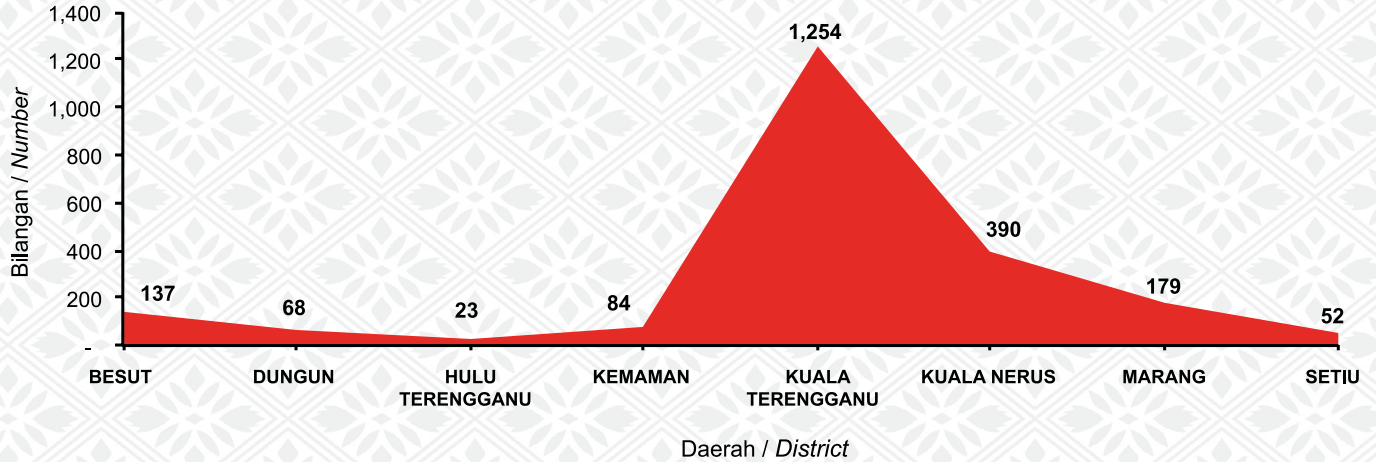 1,400
1,200
1,000
800
600
400
200
-
Bilangan / Number
137
68
23
84
1,254
390
179
52
BESUT
DUNGUN
HULU
TERENGGANU
KEMAMAN
KUALA
TERENGGANU
KUALA NERUS
MARANG
SETIU
Daerah / District